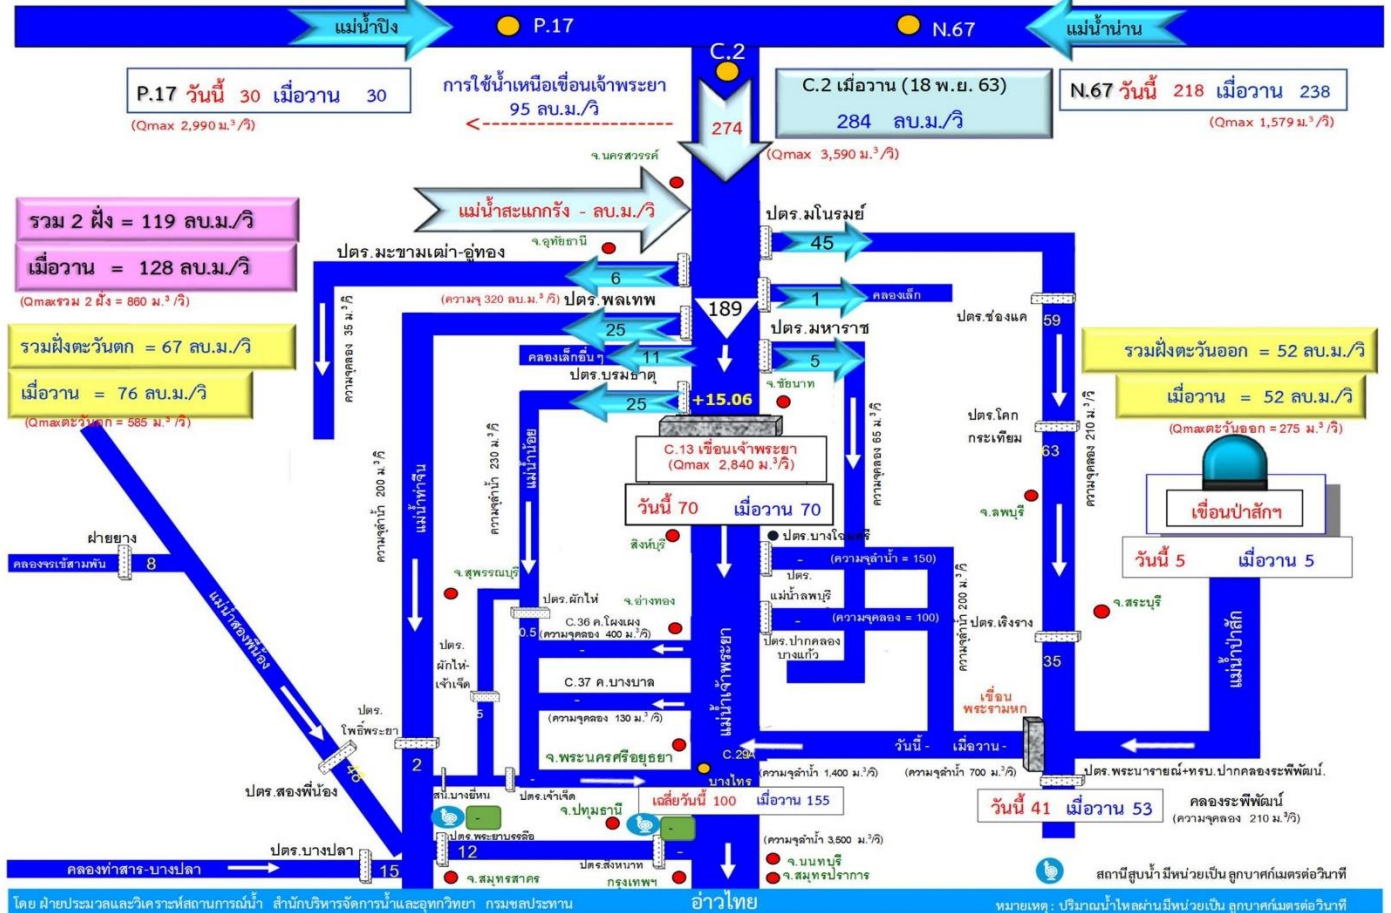 แม่น้ำปิง
P.17
N.67
แม่น้ำน่าน
C.2
P.17 วันนี้ 30 เมื่อวาน 30
(Qmax 2,990 ม.³/วิ)
การใช้น้ำเหนือเขื่อนเจ้าพระยา
95 ลบ.ม./วิ
274
C.2 เมื่อวาน (18 พ.ย. 63)
284 ลบ.ม./วิ
(Qmax 3,590 ม.³/วิ)
N.67 วันนี้ 218 เมื่อวาน 238
(Qmax 1,579 ม.³/วิ)
จ.นครสวรรค์
แม่น้ำสะแกกรัง - ลบ.ม./วิ
รวม 2 ฝั่ง = 119 ลบ.ม./วิ
เมื่อวาน = 128 ลบ.ม./วิ
(Qmaxรวม 2 ฝั่ง = 860 ม.³/วิ)
รวมฝั่งตะวันตก = 67 ลบ.ม./วิ
เมื่อวาน = 76 ลบ.ม./วิ
(Qmaxตะวันตก = 585 ม.³/วิ)
จ.อุทัยธานี
ปตร.มะขามเฒ่า-อู่ทอง
6
(ความจุ 320 ลบ.ม.³/วิ) ปตร.พลเทพ
25
คลองเล็กอื่นๆ
11
ปตร.บรมธาตุ
25
ความจุคลอง 35 ม.³/วิ
ปตร.มโนรมย์
45
1
คลองเล็ก
189
ปตร.มหาราช
5
จ.ชัยนาท
+15.06
C.13 เขื่อนเจ้าพระยา
(Qmax 2,840 ม.³/วิ)
วันนี้ 70 เมื่อวาน 70
ความจุคลอง 65 ม.³/วิ
ปตร.ช่องแค
59
ปตร.โคก
กระเทียม
63
ความจุคลอง 210 ม.³/วิ
จ.ลพบุรี
รวมฝั่งตะวันออก = 52 ลบ.ม./วิ
เมื่อวาน = 52 ลบ.ม./วิ
(Qmaxตะวันออก = 275 ม.³/วิ)
เขื่อนป่าสักฯ
วันนี้ 5 เมื่อวาน 5
จ.สระบุรี
แม่น้ำป่าสัก
ความจุลำน้ำ 200 ม.³/วิ
แม่น้ำท่าจีน
ความจุลำน้ำ 230 ม.³/วิ
แม่น้ำน้อย
ฝายยาง
คลองจรเข้สามพัน
8
แม่น้ำสองพี่น้อง
จ.สุพรรณบุรี
สิงห์บุรี
ปตร.ผักไห่
0.5
จ.อ่างทอง
C.36 ค.โผงเผง
(ความจุคลอง 400 ม.³/วิ)
-
C.37 ค.บางบาล
-
(ความจุคลอง 130 ม.³/วิ)
ปตร.
ผักไห่-
เจ้าเจ็ด
5
แม่น้ำเจ้าพระยา
- (ความจุลำน้ำ = 150)
ปตร.
แม่น้ำลพบุรี
- (ความจุคลอง = 100)
ปตร.ปากคลอง
บางแก้ว
ความจุลำน้ำ 200 ม.³/วิ
ปตร.เริงราง
35
เขื่อน
พระรามหก
ปตร.
โพธิ์พระยา
2
48
ปตร.สองพี่น้อง
จ.พระนครศรีอยุธยา
C.29A
บางไทร
วันนี้ - เมื่อวาน -
(ความจุลำน้ำ 1,400 ม.³/วิ)
(ความจุลำน้ำ 700 ม.³/วิ)
ปตร.พระนารายณ์+ทรบ.ปากคลองระพีพัฒน์.
สน.บางยี่หน
ปตร.เจ้าเจ็ด
-
เฉลี่ยวันนี้ 100 เมื่อวาน 155
วันนี้ 41 เมื่อวาน 53
คลองระพีพัฒน์
(ความจุคลอง 210 ม.³/วิ)
จ.ปทุมธานี
-
-
ปตร.พระยาบรรลือ
12
ปตร.สิงหนาท
-
(ความจุลำน้ำ 3,500 ม.³/วิ)
ปตร.บางปลา
คลองท่าสาร-บางปลา
15
จ.สมุทรสาคร
กรุงเทพฯ
จ.นนทบุรี
จ.สมุทรปราการ
สถานีสูบน้ำ มีหน่วยเป็น ลูกบาศก์เมตรต่อวินาที
โดย ฝ่ายประมวลและวิเคราะห์สถานการณ์น้ำ สำนักบริหารจัดการน้ำและอุทกวิทยา กรมชลประทาน
อ่าวไทย
หมายเหตุ : ปริมาณน้ำไหลผ่านมีหน่วยเป็น ลูกบาศก์เมตรต่อวินาที